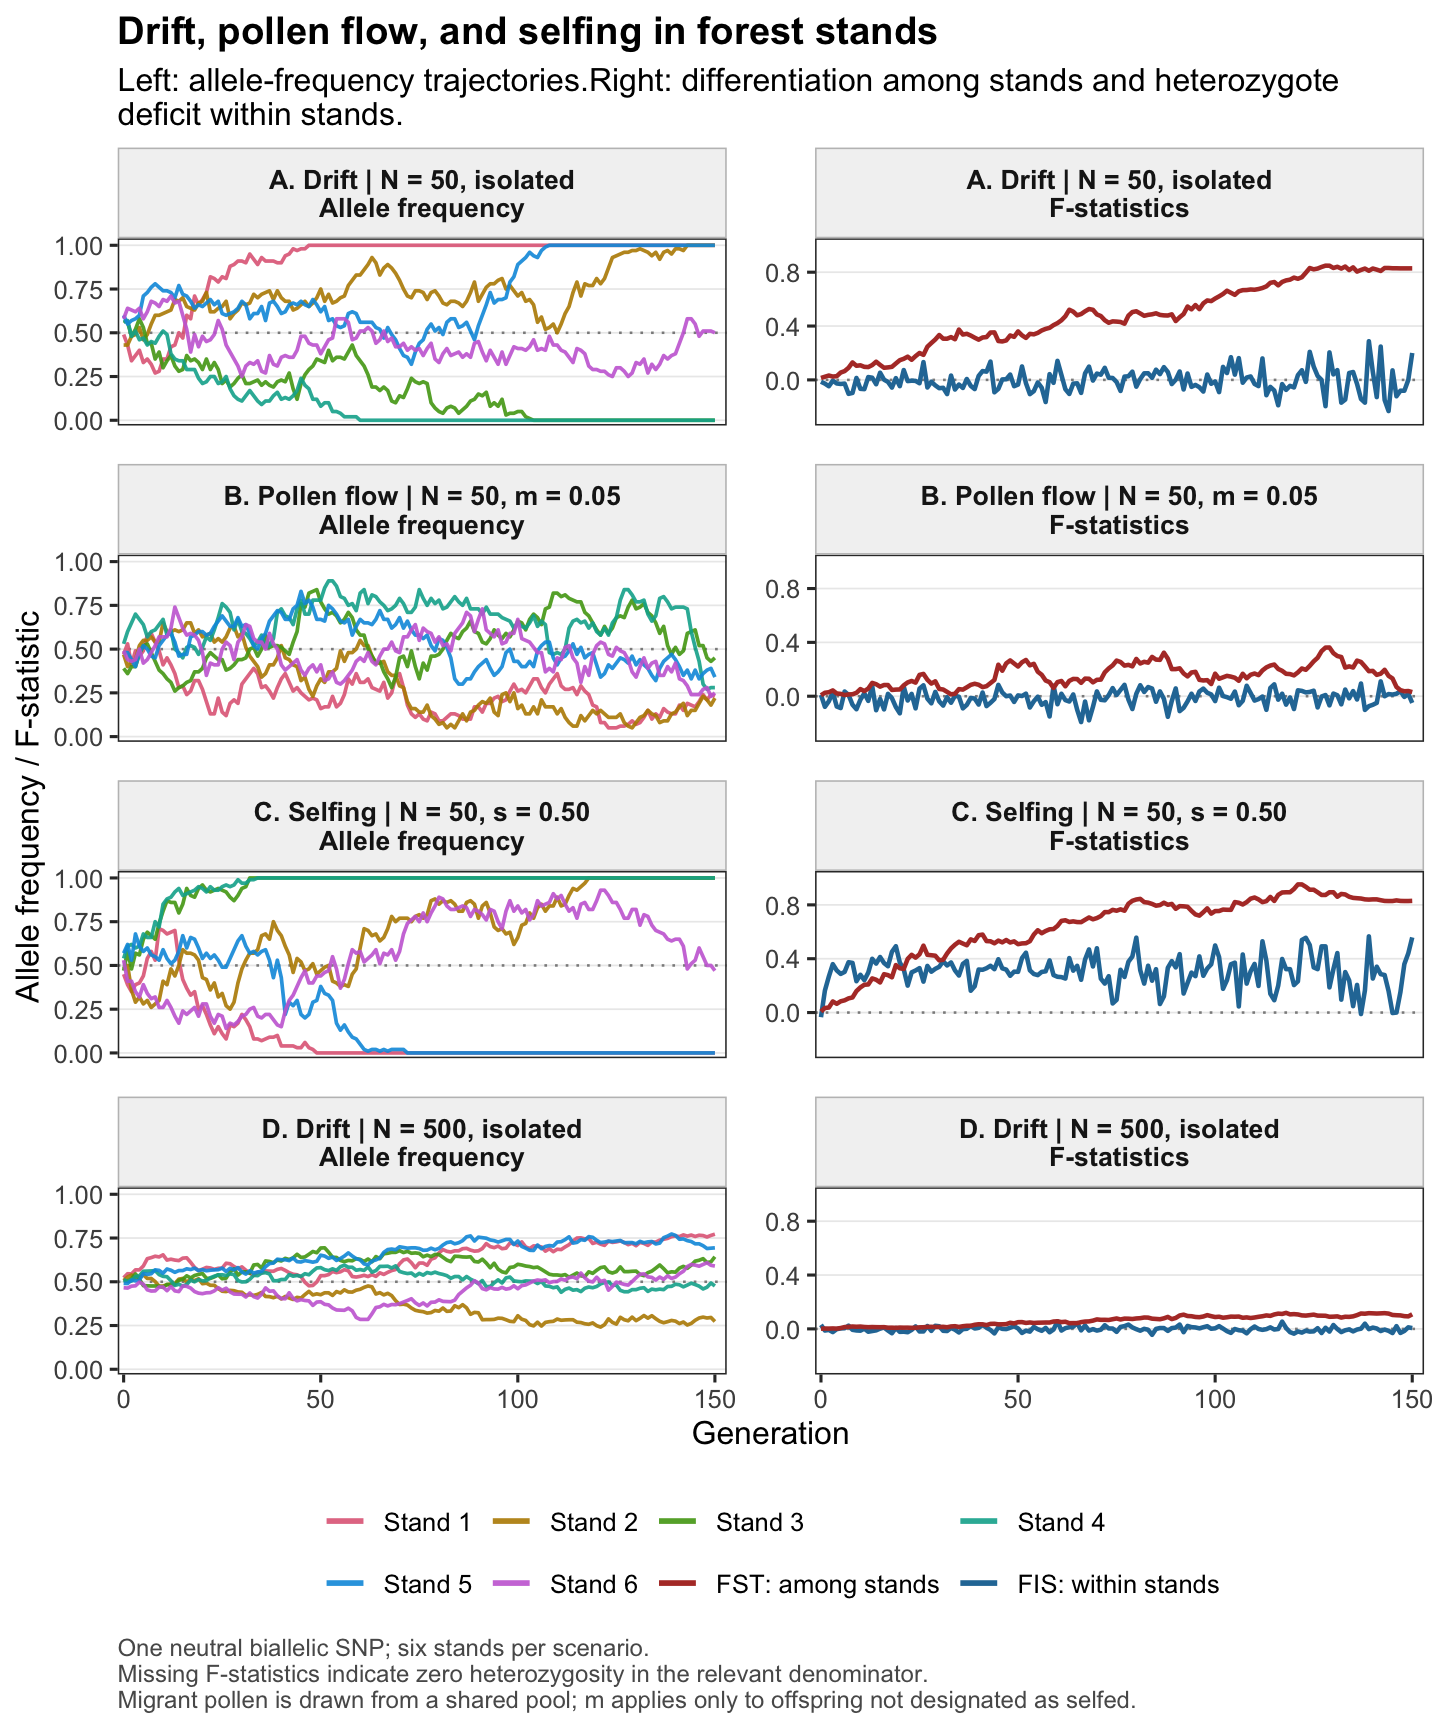 Drift, pollen flow, and selfing in forest stands
Left: allele-frequency trajectories.Right: differentiation among stands and heterozygote
deficit within stands.
A. Drift | N = 50, isolated
Allele frequency
A. Drift | N = 50, isolated
F-statistics
1.00
0.75
0.50
0.25
0.00
0.8
0.4
0.0
B. Pollen flow | N = 50, m = 0.05
Allele frequency
B. Pollen flow | N = 50, m = 0.05
F-statistics
1.00
0.75
0.50
0.25
0.00
0.8
0.4
0.0
Allele frequency / F-statistic
C. Selfing | N = 50, s = 0.50
Allele frequency
C. Selfing | N = 50, s = 0.50
F-statistics
1.00
0.75
0.50
0.25
0.00
0.8
0.4
0.0
D. Drift | N = 500, isolated
Allele frequency
D. Drift | N = 500, isolated
F-statistics
1.00
0.75
0.50
0.25
0.00
0.8
0.4
0.0
0 50 100 150
0 50 100 150
Generation
Stand 1 Stand 2 Stand 3 Stand 4
Stand 5 Stand 6 FST: among stands FIS: within stands
One neutral biallelic SNP; six stands per scenario.
Missing F-statistics indicate zero heterozygosity in the relevant denominator.
Migrant pollen is drawn from a shared pool; m applies only to offspring not designated as selfed.